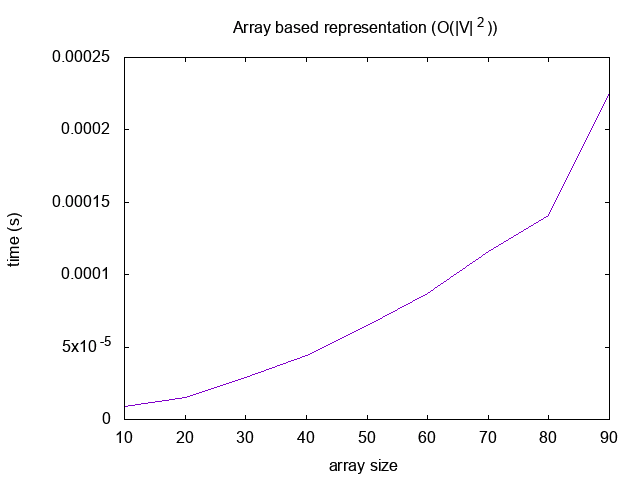 Array based representation (O(|V| ² ))
0.00025
0.0002
0.00015
0.0001
5x10⁻⁵
0
10 20 30 40 50 60 70 80 90
time (s)
array size